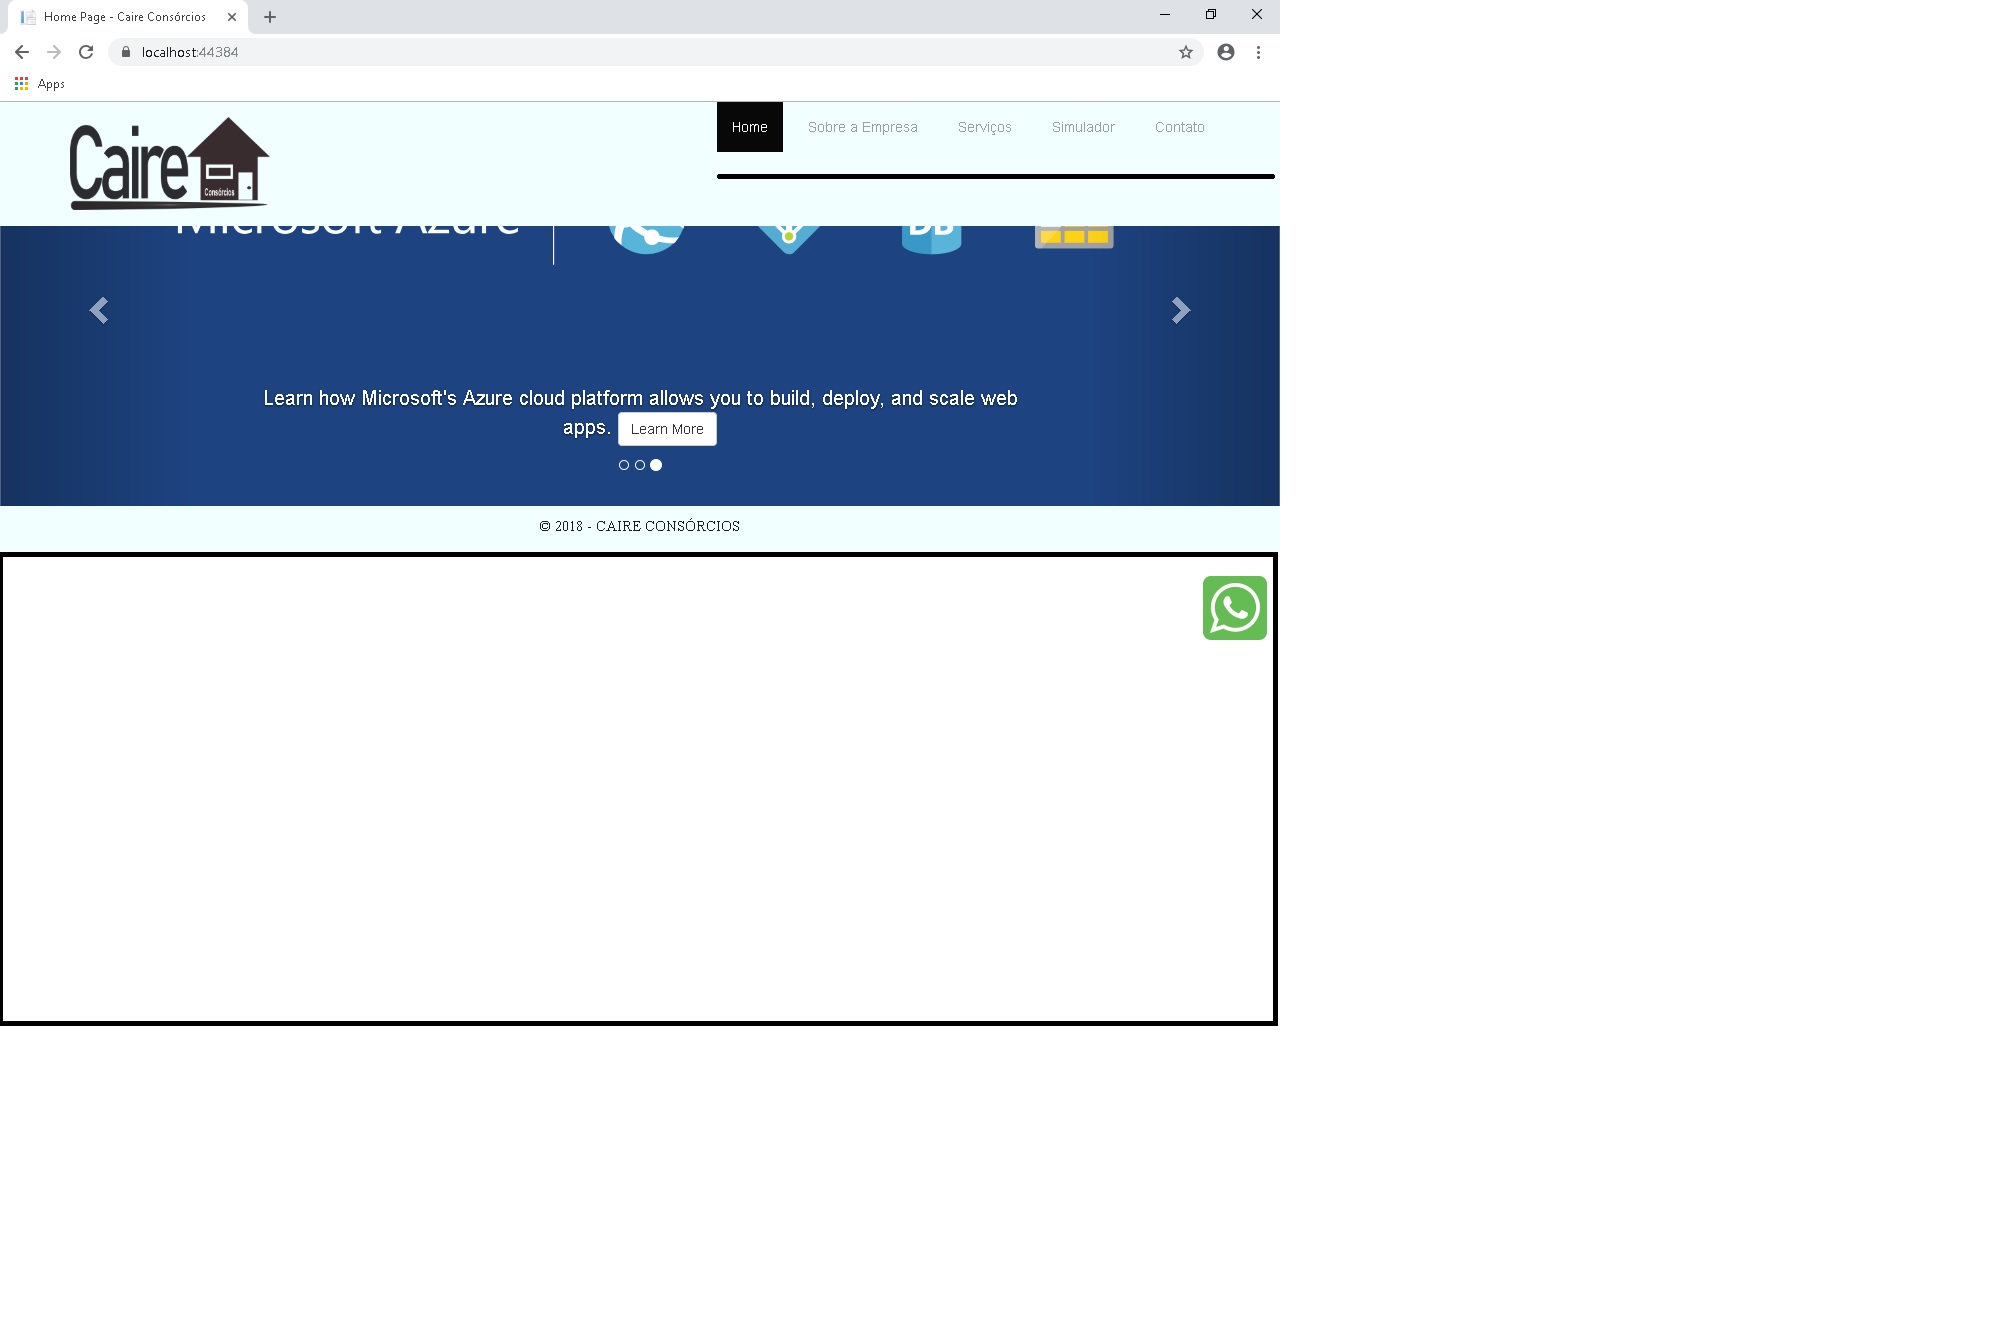 Home Page - Caire Consórcios
localhost:44384
Apps
Caire
Consórcios
Home Sobre a Empresa Serviços Simulador Contato
Microsoft Azure
DB
Learn how Microsoft's Azure cloud platform allows you to build, deploy, and scale web
apps. Learn More
© 2018 - CAIRE CONSÓRCIOS